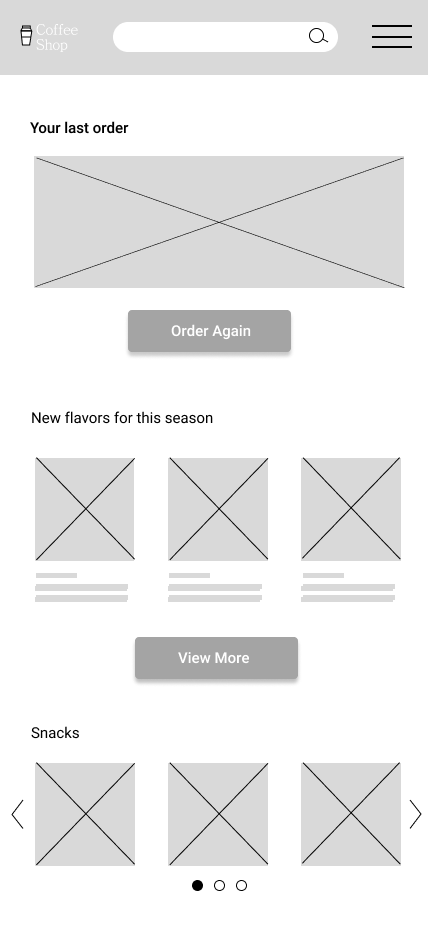 Coffee
Shop
Your last order
Order Again
New flavors for this season
View More
Snacks